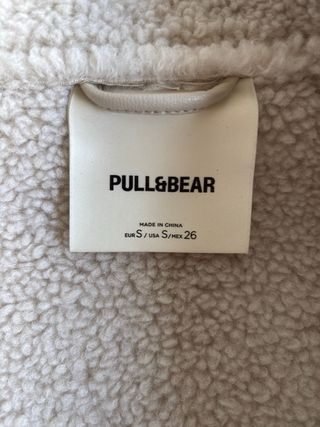 PULL&BEAR
MADE IN CHINA
EUR S / USA S/MEX 26